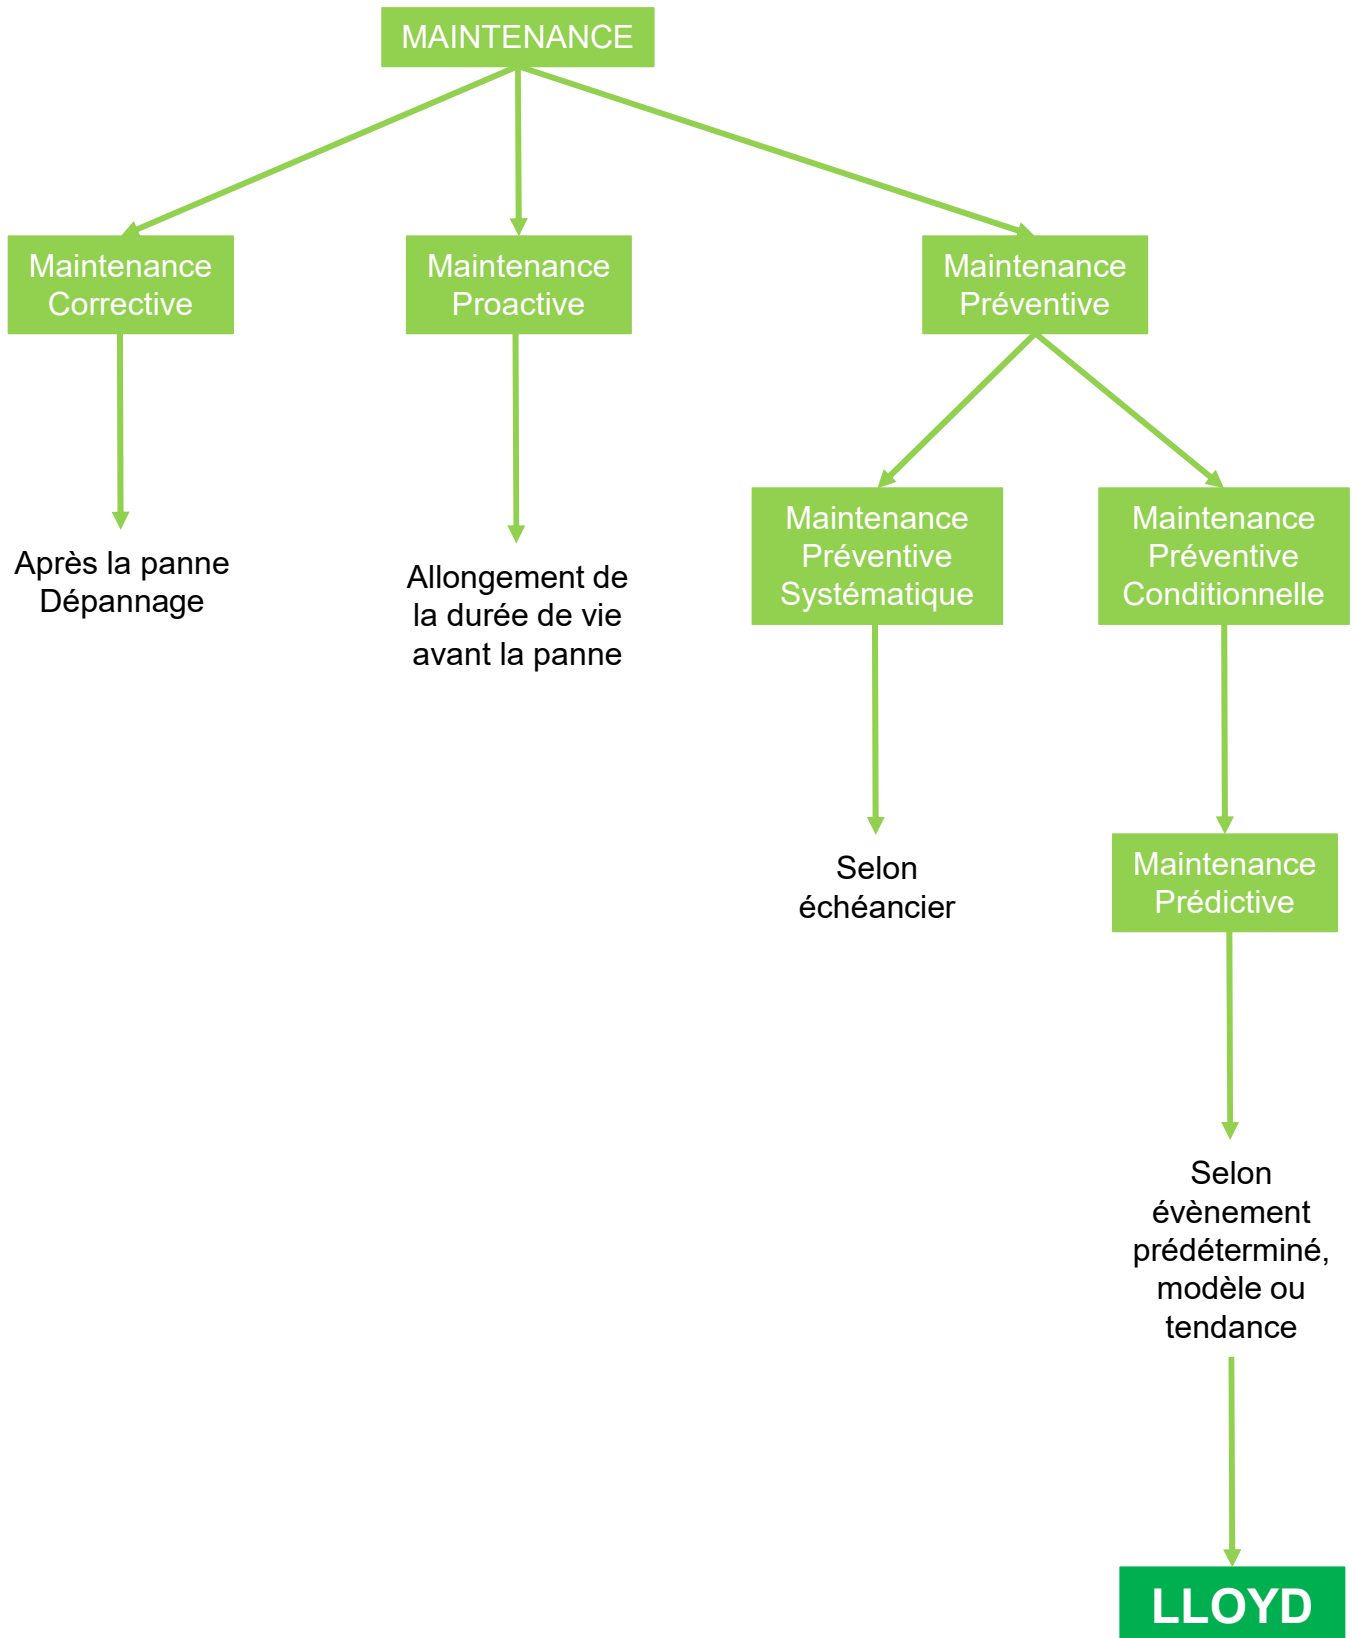 MAINTENANCE
Maintenance
Corrective
Maintenance
Proactive
Maintenance
Préventive
Après la panne
Dépannage
Allongement de
la durée de vie
avant la panne
Maintenance
Préventive
Systématique
Maintenance
Préventive
Conditionnelle
Selon
échéancier
Maintenance
Prédictive
Selon
évènement
prédéterminé,
modèle ou
tendance
LLOYD